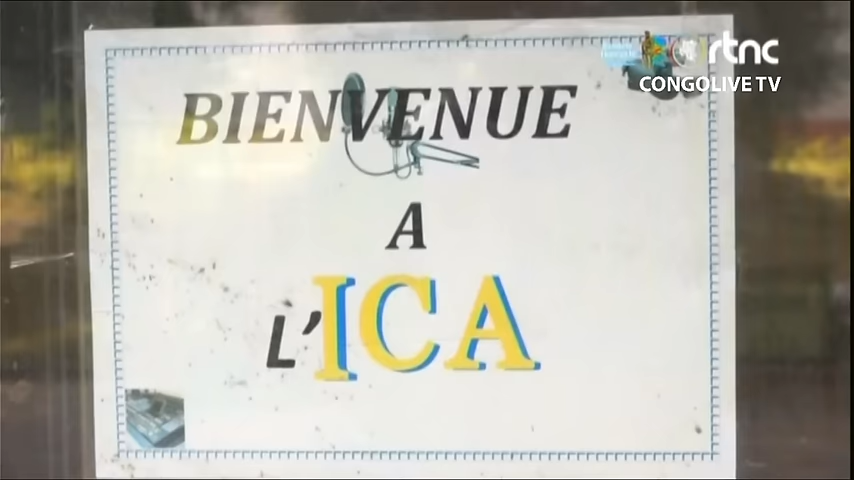 rtnc
CONGOLIVE TV
BIENVENUE
A
L'ICA